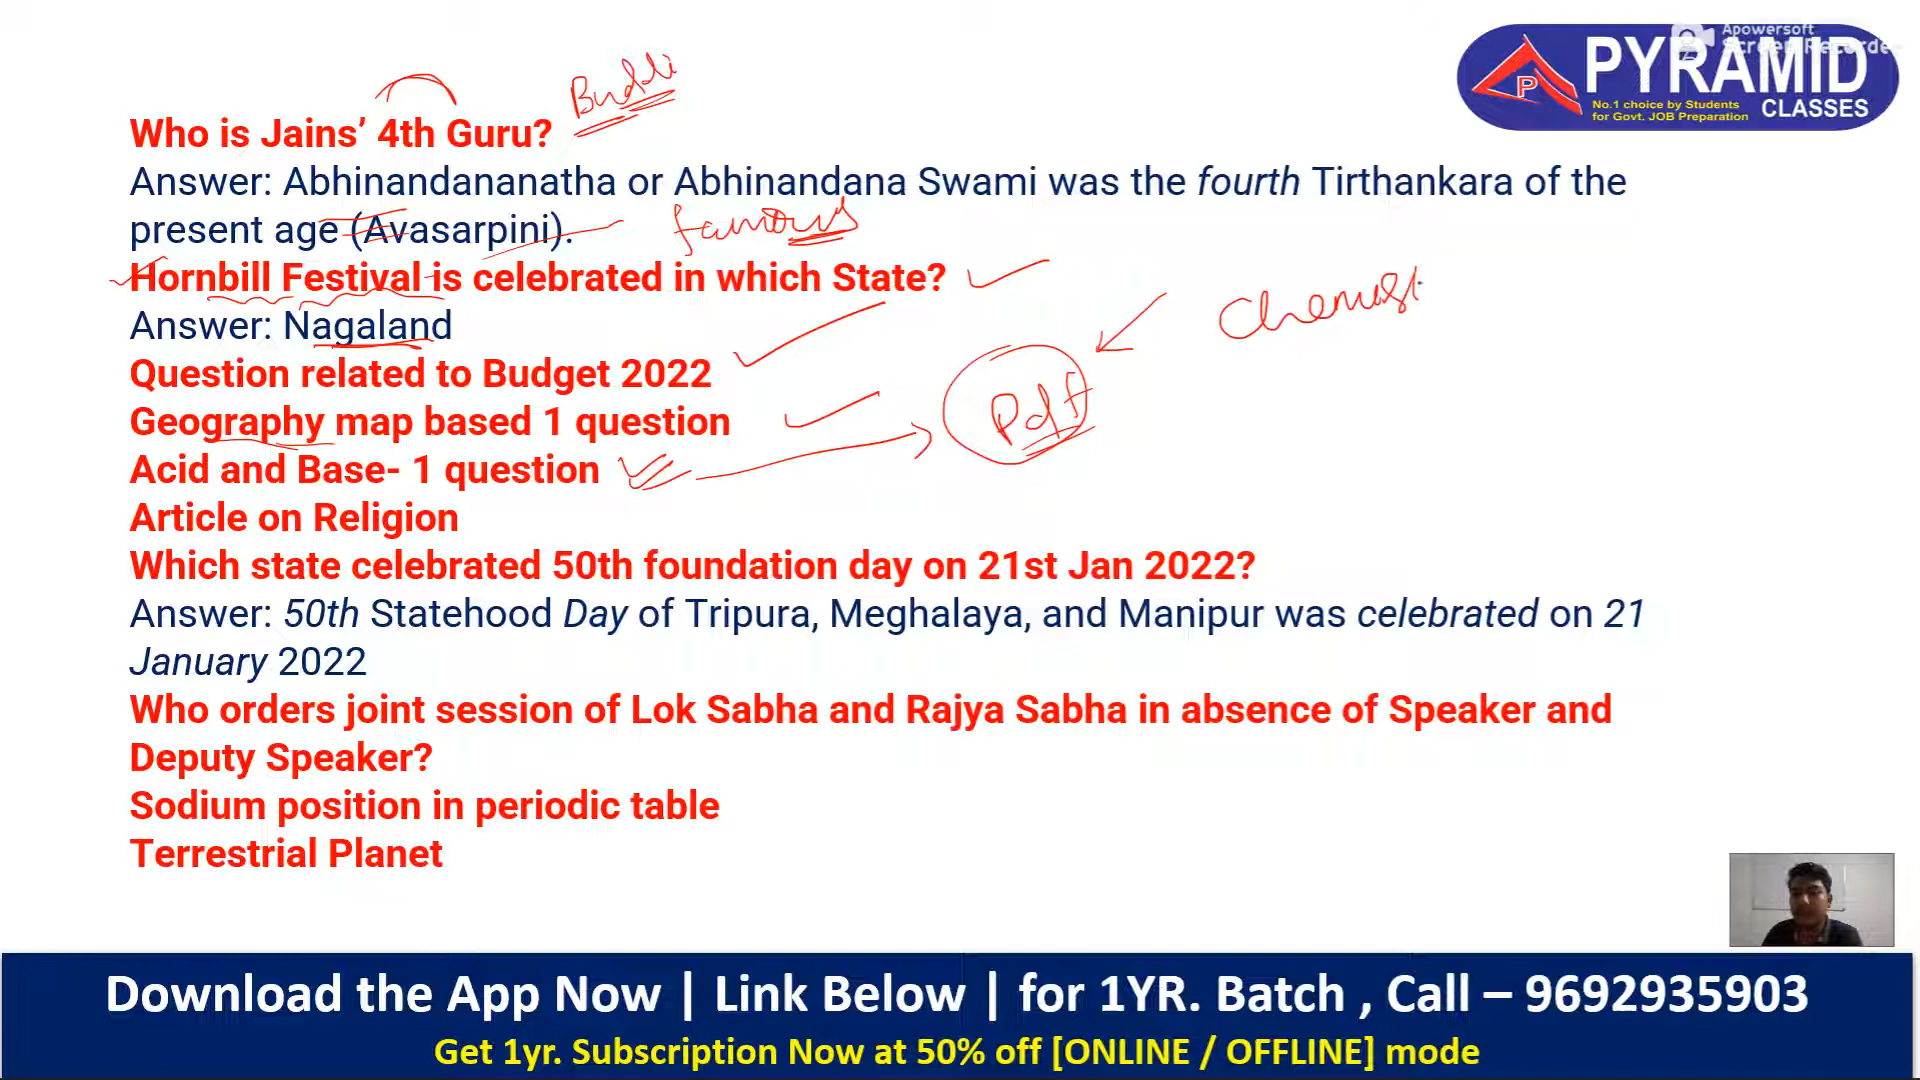 Apowersoft
Screen Recorder
PYRAMID
P
No.1 choice by Students
for Govt. JOB Preparation
CLASSES
Who is Jains’ 4th Guru?
Answer: Abhinandananatha or Abhinandana Swami was the fourth Tirthankara of the
present age (Avasarpini).
famous
Hornbill Festival is celebrated in which State?
Answer: Nagaland
Question related to Budget 2022
Pdf
Geography map based 1 question
Acid and Base- 1 question
Article on Religion
Which state celebrated 50th foundation day on 21st Jan 2022?
Answer: 50th Statehood Day of Tripura, Meghalaya, and Manipur was celebrated on 21
January 2022
Who orders joint session of Lok Sabha and Rajya Sabha in absence of Speaker and
Deputy Speaker?
Sodium position in periodic table
Terrestrial Planet
Download the App Now | Link Below | for 1YR. Batch , Call – 9692935903
Get 1yr. Subscription Now at 50% off [ONLINE / OFFLINE] mode